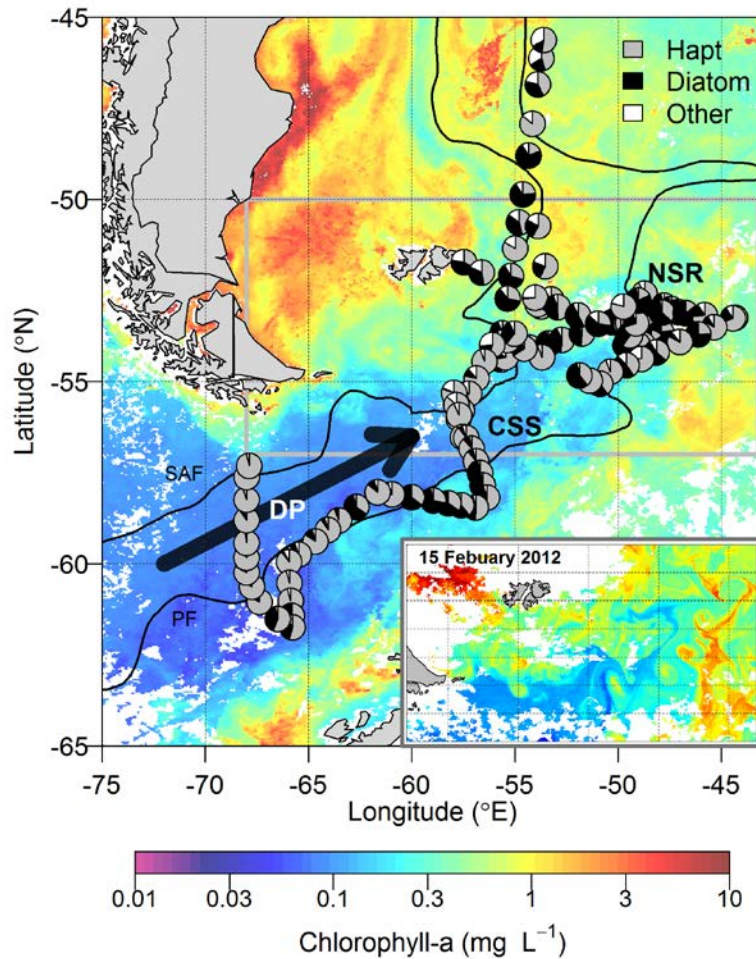 -45
-50
-55
-60
-65
Latitude (°N)
Hapt
Diatom
Other
NSR
CSS
SAF
DP
PF
15 Febuary 2012
-75 -70 -65 -60 -55 -50 -45
Longitude (°E)
0.01 0.03 0.1 0.3 1 3 10
Chlorophyll-a (mg L⁻¹)